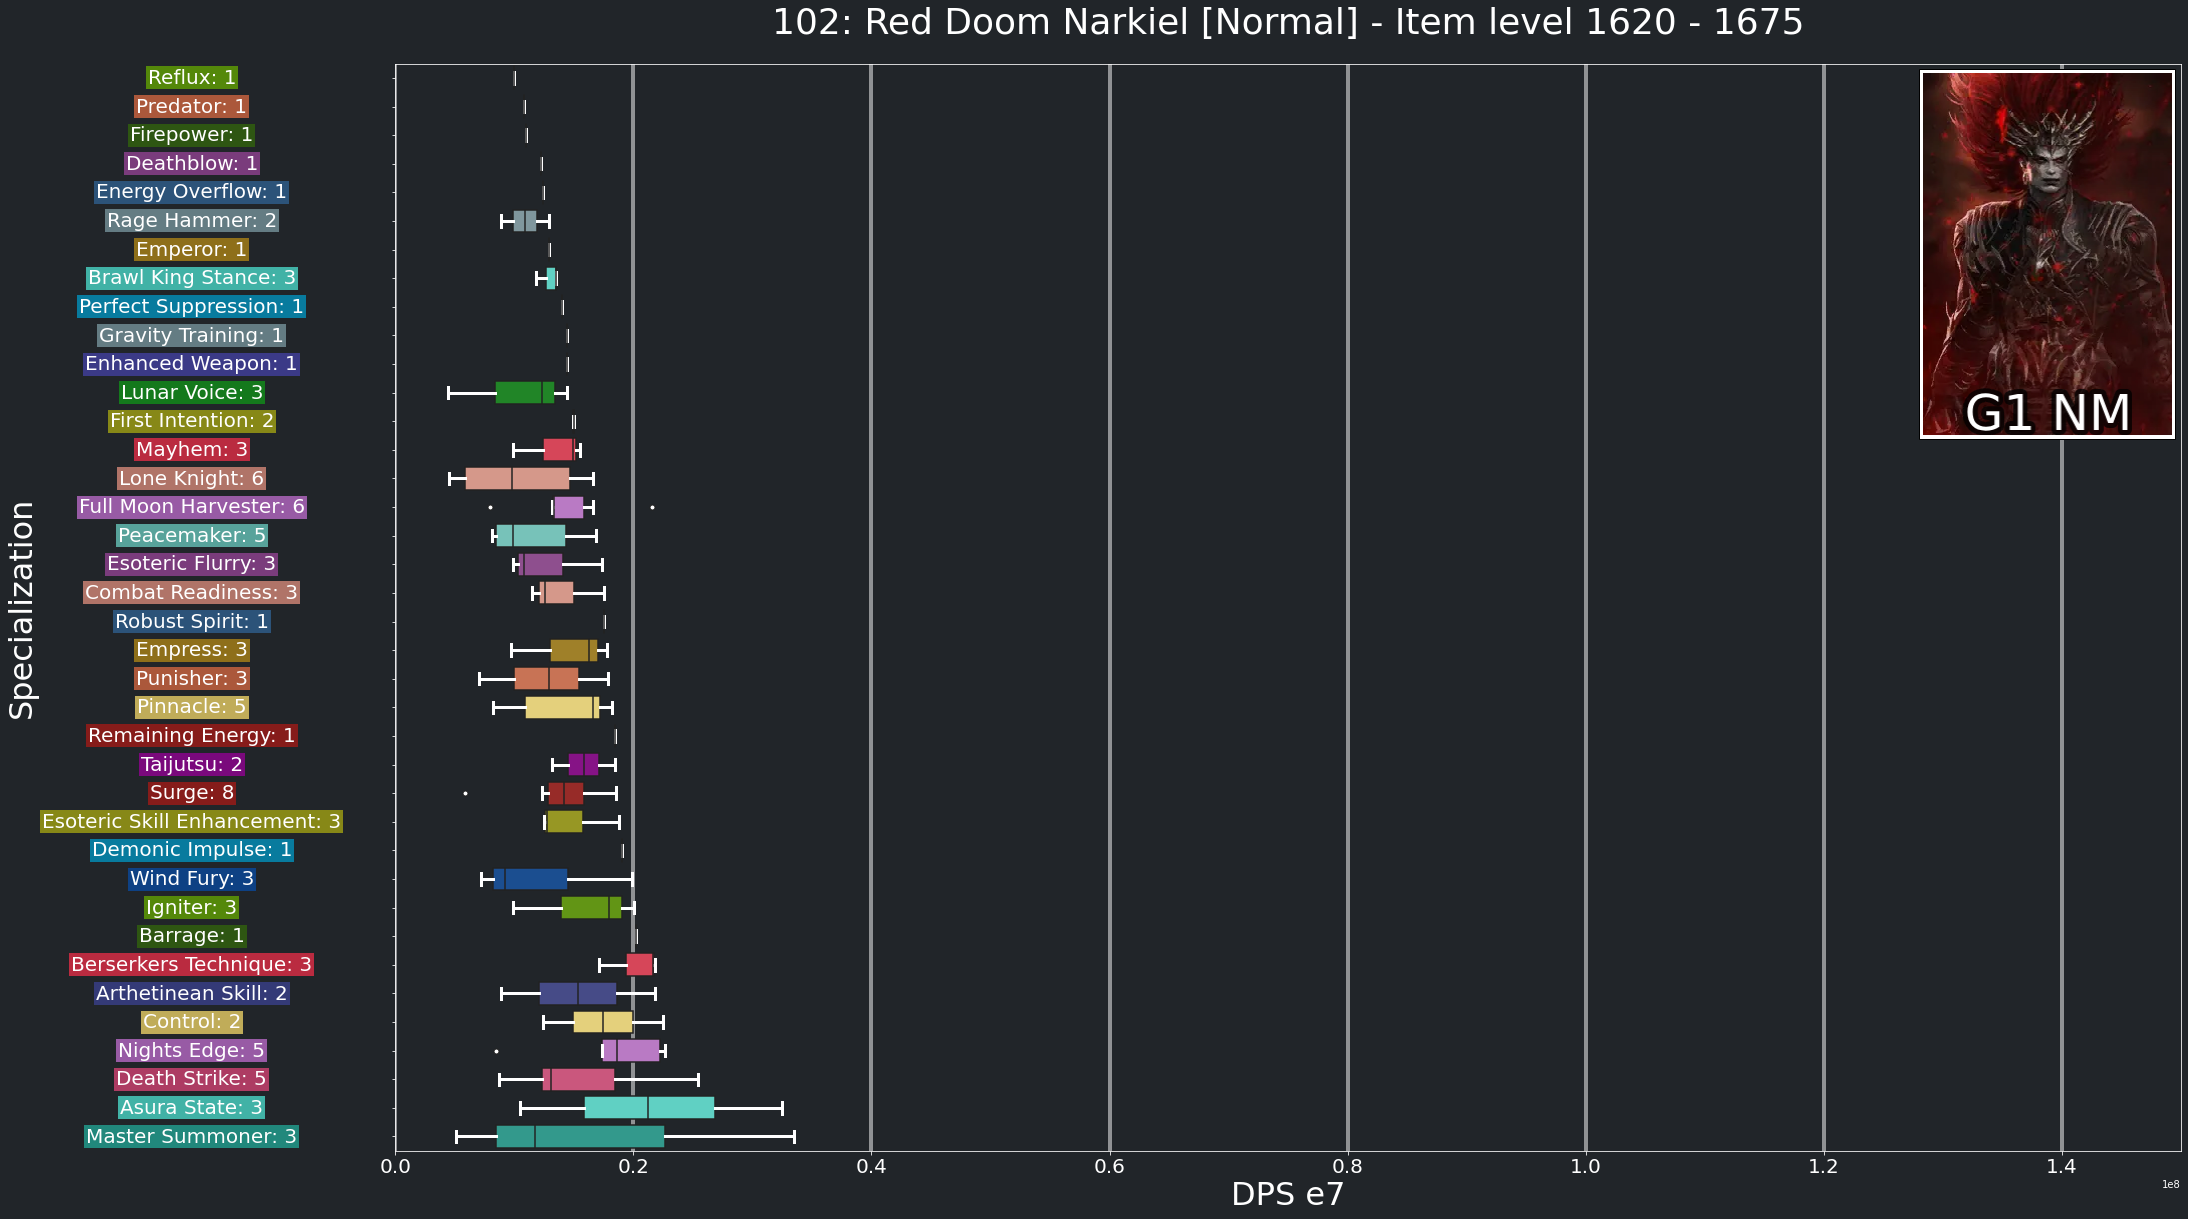 102: Red Doom Narkiel [Normal] - Item level 1620 - 1675
Reflux: 1
Predator: 1
Firepower: 1
Deathblow: 1
Energy Overflow: 1
Rage Hammer: 2
Emperor: 1
Brawl King Stance: 3
Perfect Suppression: 1
Gravity Training: 1
Enhanced Weapon: 1
Lunar Voice: 3
First Intention: 2
Mayhem: 3
Lone Knight: 6
Full Moon Harvester: 6
Peacemaker: 5
Esoteric Flurry: 3
Combat Readiness: 3
Robust Spirit: 1
Empress: 3
Punisher: 3
Pinnacle: 5
Remaining Energy: 1
Taijutsu: 2
Surge: 8
Esoteric Skill Enhancement: 3
Demonic Impulse: 1
Wind Fury: 3
Igniter: 3
Barrage: 1
Berserkers Technique: 3
Arthetinean Skill: 2
Control: 2
Nights Edge: 5
Death Strike: 5
Asura State: 3
Master Summoner: 3
Specialization
G1 NM
0.0 0.2 0.4 0.6 0.8 1.0 1.2 1.4
1e8
DPS e7